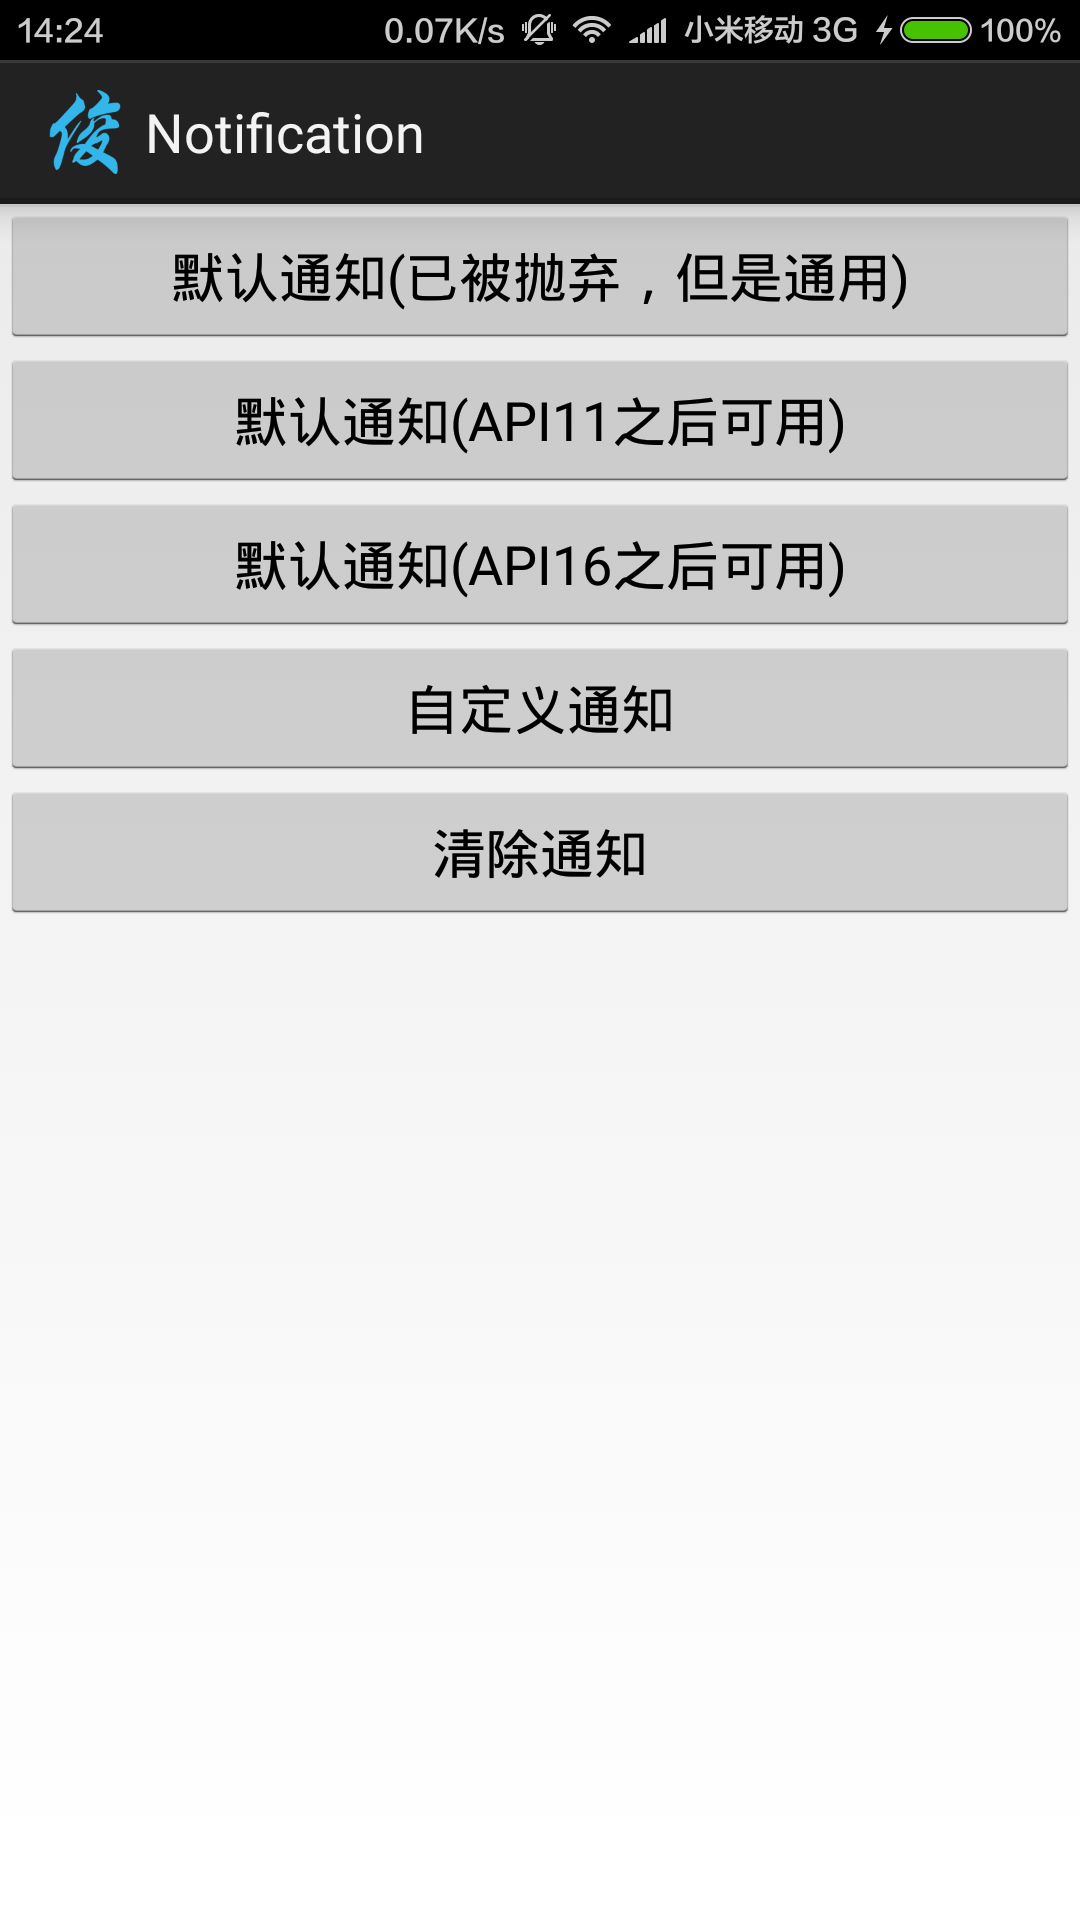 14:24 0.07K/s 小米移动 3G 100%
俊 Notification
默认通知(已被抛弃，但是通用)
默认通知(API11之后可用)
默认通知(API16之后可用)
自定义通知
清除通知